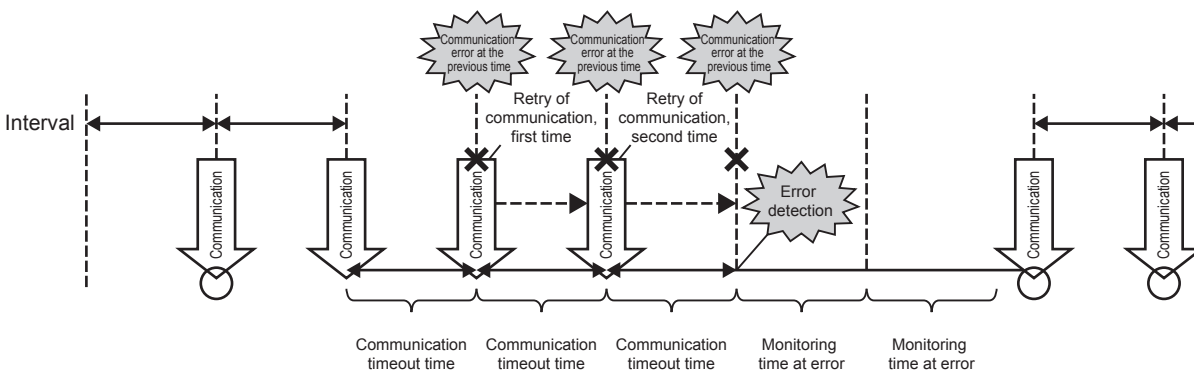 Communication
error at the
previous time
Communication
error at the
previous time
Communication
error at the
previous time
Retry of
communication,
first time
Retry of
communication,
second time
Interval
Communication
Communication
Communication
Communication
Communication
Communication
Error
detection
Communication
timeout time
Communication
timeout time
Communication
timeout time
Monitoring
time at error
Monitoring
time at error